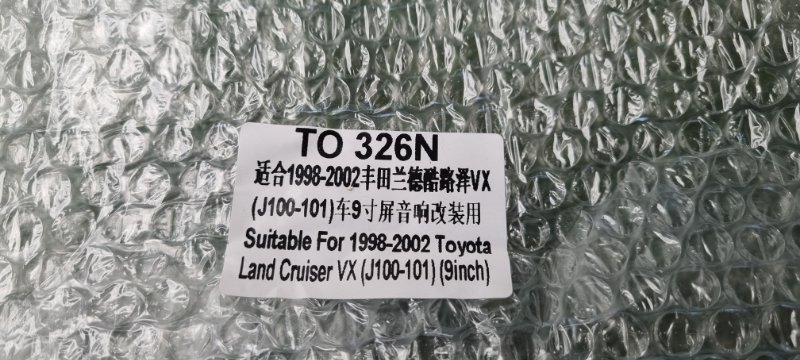 TO 326N
适合1998-2002丰田兰德酷路泽VX
(J100-101)车9寸屏音响改装用
Suitable For 1998-2002 Toyota
Land Cruiser VX (J100-101) (9inch)